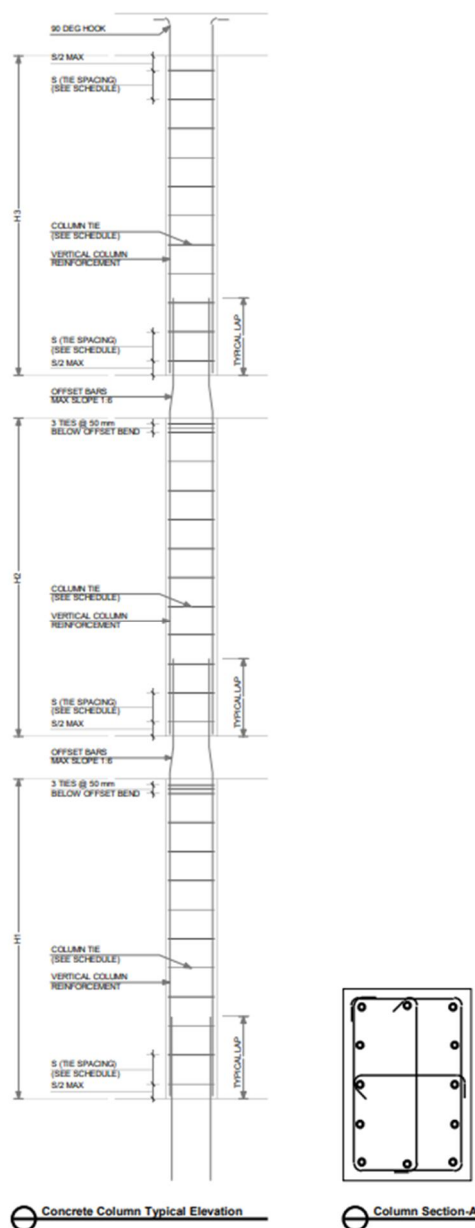 90 DEG HOOK
S/2 MAX
S (TIE SPACING)
(SEE SCHEDULE)
H3
COLUMN TIE
(SEE SCHEDULE)
VERTICAL COLUMN
REINFORCEMENT
S (TIE SPACING)
(SEE SCHEDULE)
S/2 MAX
TYPICAL LAP
OFFSET BARS
MAX SLOPE 1:6
3 TIES @ 50 mm
BELOW OFFSET BEND
H2
COLUMN TIE
(SEE SCHEDULE)
VERTICAL COLUMN
REINFORCEMENT
S (TIE SPACING)
(SEE SCHEDULE)
S/2 MAX
TYPICAL LAP
OFFSET BARS
MAX SLOPE 1:6
3 TIES @ 50 mm
BELOW OFFSET BEND
H1
COLUMN TIE
(SEE SCHEDULE)
VERTICAL COLUMN
REINFORCEMENT
S (TIE SPACING)
(SEE SCHEDULE)
S/2 MAX
TYPICAL LAP
Concrete Column Typical Elevation
Column Section-A